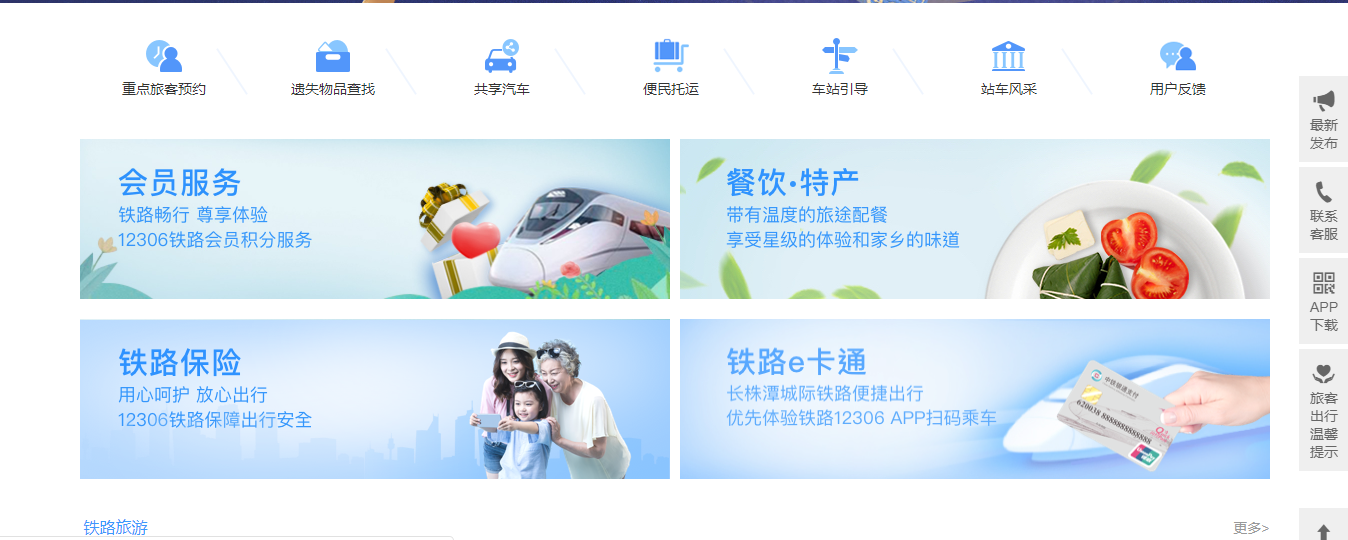 重点旅客预约
遗失物品查找
共享汽车
便民托运
车站引导
站车风采
用户反馈
会员服务
铁路畅行 尊享体验
12306铁路会员积分服务
餐饮·特产
带有温度的旅途配餐
享受星级的体验和家乡的味道
铁路保险
用心呵护 放心出行
12306铁路保障出行安全
铁路e卡通
长株潭城际铁路便捷出行
优先体验铁路12306 APP扫码乘车
中铁银通支付
铁路旅游
更多>
最新
发布
联系
客服
APP
下载
旅客
出行
温馨
提示